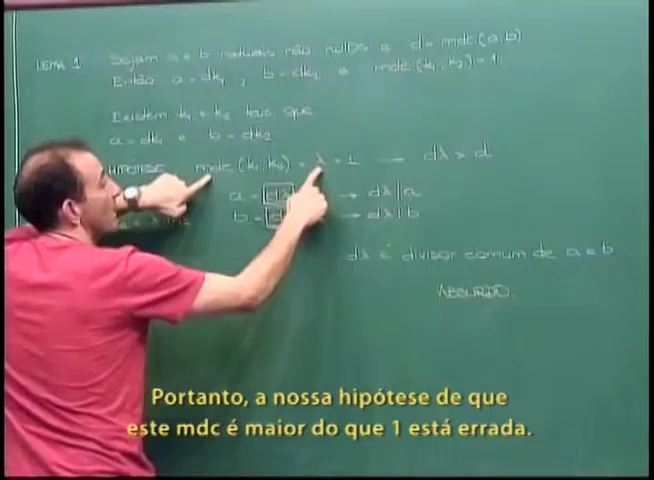 LEMA 1 Sejam a e b naturais não nulos e d = mdc (a,b)
Então a = dk₁ , b = dk₂ e mdc (k₁,k₂) = 1
Existem k₁ e k₂ tais que
a = dk₁ e b = dk₂
mdc (k₁,k₂) = λ > 1 → dλ > d
a = → dλ || a
b = → dλ || b
dλ é divisor comum de a e b
ABSURDO.
Portanto, a nossa hipótese de que
este mdc é maior do que 1 está errada.